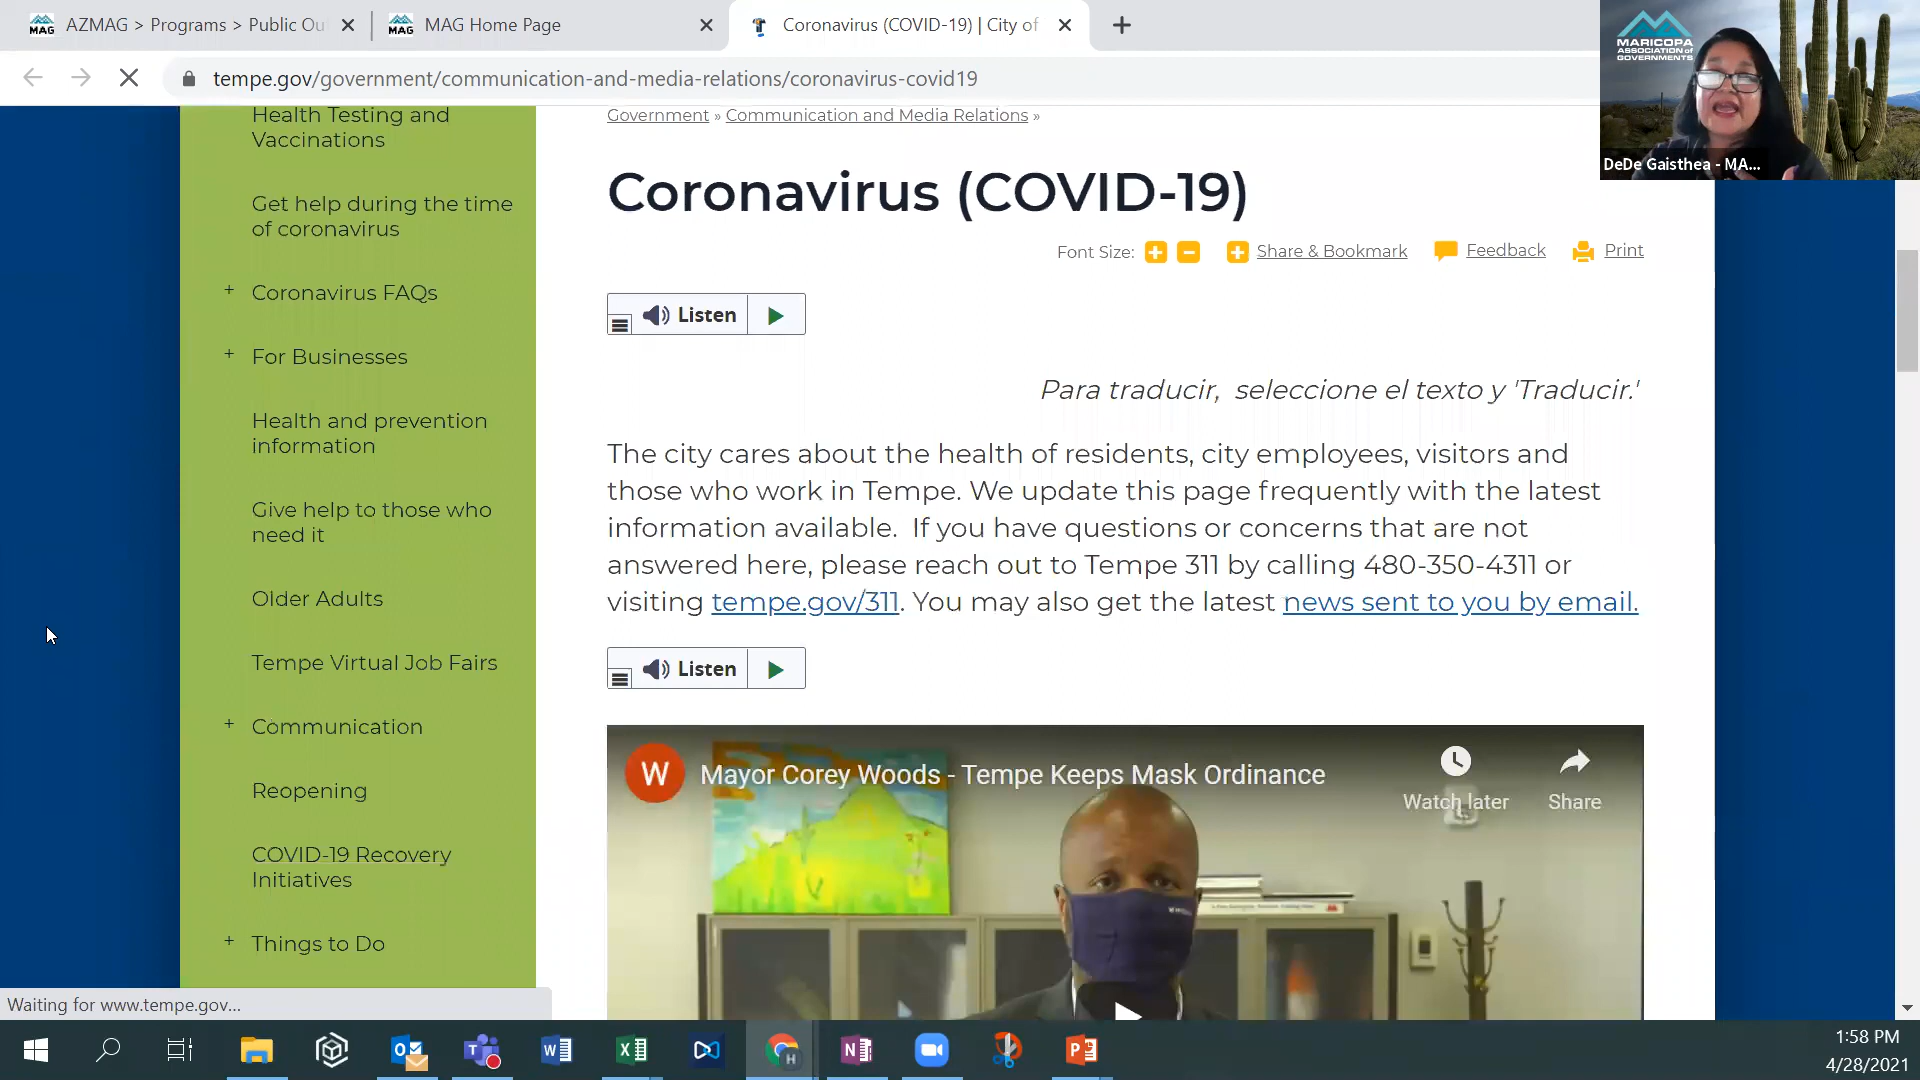 AZMAG > Programs > Public Ou
MAG Home Page
Coronavirus (COVID-19) | City of
tempe.gov/government/communication-and-media-relations/coronavirus-covid19
MARICOPA
ASSOCIATION of
GOVERNMENTS
DeDe Gaisthea - MA...
Health Testing and
Vaccinations
Get help during the time
of coronavirus
+ Coronavirus FAQs
+ For Businesses
Health and prevention
information
Give help to those who
need it
Older Adults
Tempe Virtual Job Fairs
+ Communication
Reopening
COVID-19 Recovery
Initiatives
+ Things to Do
Government » Communication and Media Relations »
Coronavirus (COVID-19)
Font Size: + - + Share & Bookmark Feedback Print
Listen
Para traducir, seleccione el texto y 'Traducir.'
The city cares about the health of residents, city employees, visitors and
those who work in Tempe. We update this page frequently with the latest
information available. If you have questions or concerns that are not
answered here, please reach out to Tempe 311 by calling 480-350-4311 or
visiting tempe.gov/311. You may also get the latest news sent to you by email.
Listen
W Mayor Corey Woods - Tempe Keeps Mask Ordinance
Watch later Share
Waiting for www.tempe.gov...
1:58 PM
4/28/2021